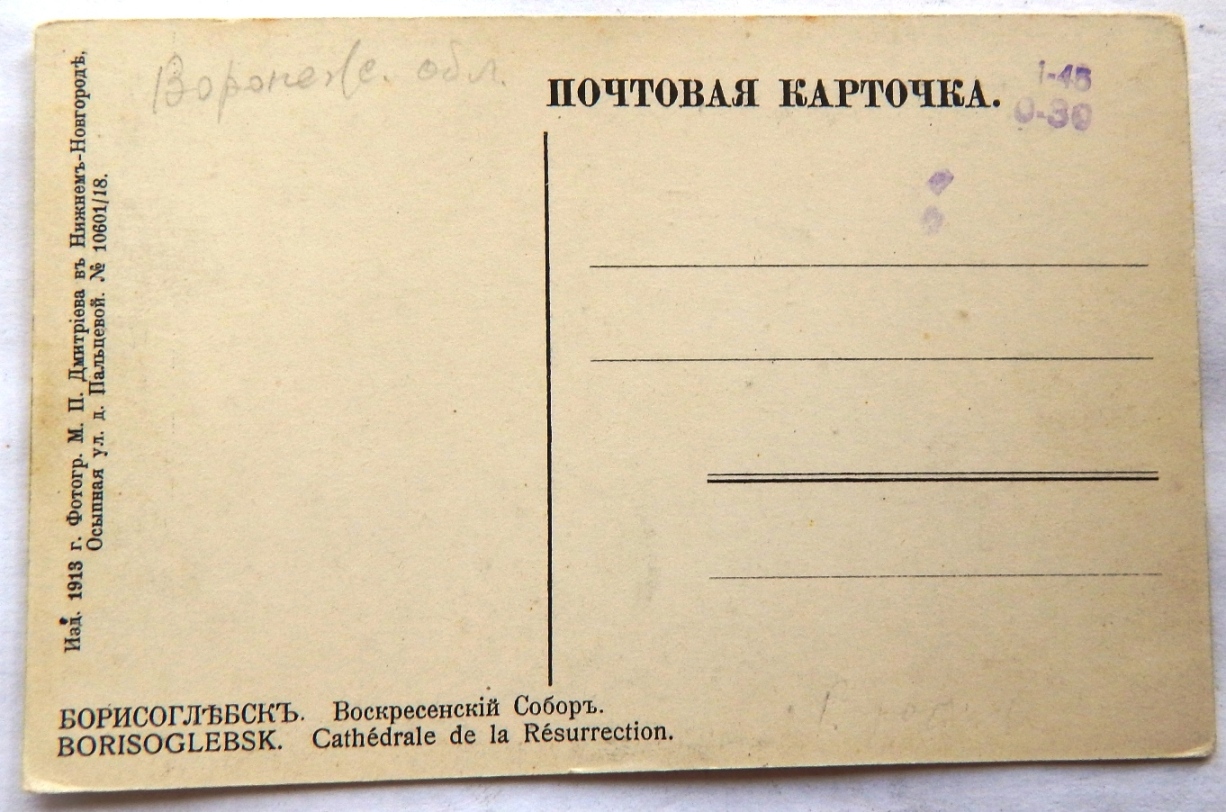 Воронеж. обл.
ПОЧТОВАЯ КАРТОЧКА.
1-45
0-30
Изд. 1913 г. Фотогр. М. П. Дмитріева въ Нижнемъ-Новгородѣ,
Осыпная ул. д. Пальцевой. № 10601/18.
БОРИСОГЛѢБСКЪ. Воскресенскій Соборъ.
BORISOGLEBSK. Cathédrale de la Résurrection.